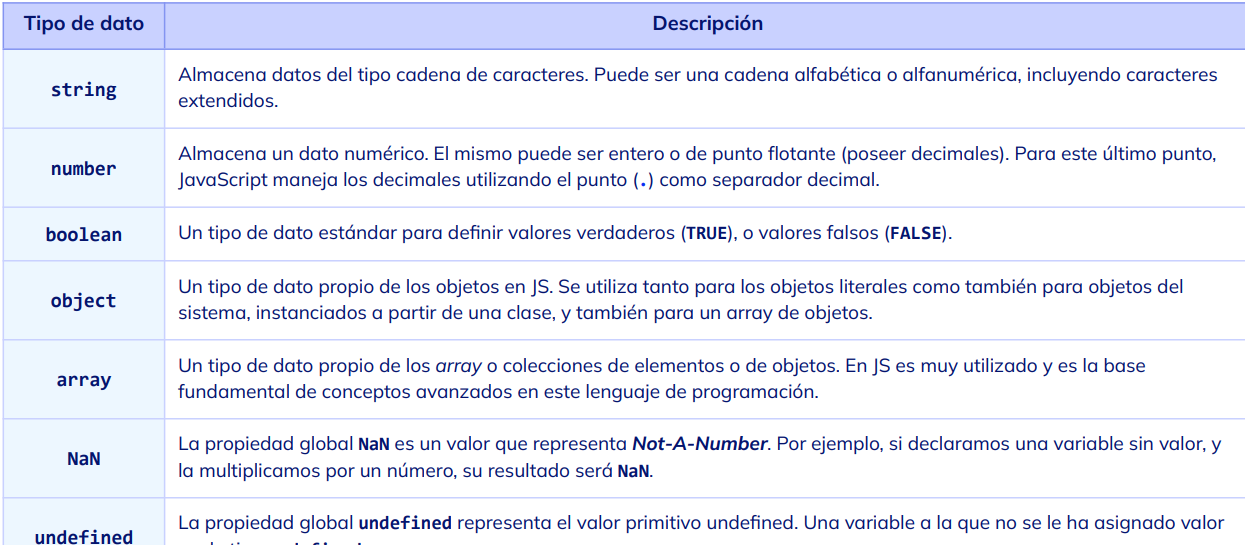 Tipo de dato
Descripción
string
Almacena datos del tipo cadena de caracteres. Puede ser una cadena alfabética o alfanumérica, incluyendo caracteres
extendidos.
number
Almacena un dato numérico. El mismo puede ser entero o de punto flotante (poseer decimales). Para este último punto,
JavaScript maneja los decimales utilizando el punto (.) como separador decimal.
boolean
Un tipo de dato estándar para definir valores verdaderos (TRUE), o valores falsos (FALSE).
object
Un tipo de dato propio de los objetos en JS. Se utiliza tanto para los objetos literales como también para objetos del
sistema, instanciados a partir de una clase, y también para un array de objetos.
array
Un tipo de dato propio de los array o colecciones de elementos o de objetos. En JS es muy utilizado y es la base
fundamental de conceptos avanzados en este lenguaje de programación.
NaN
La propiedad global NaN es un valor que representa Not-A-Number. Por ejemplo, si declaramos una variable sin valor, y
la multiplicamos por un número, su resultado será NaN.
undefined
La propiedad global undefined representa el valor primitivo undefined. Una variable a la que no se le ha asignado valor